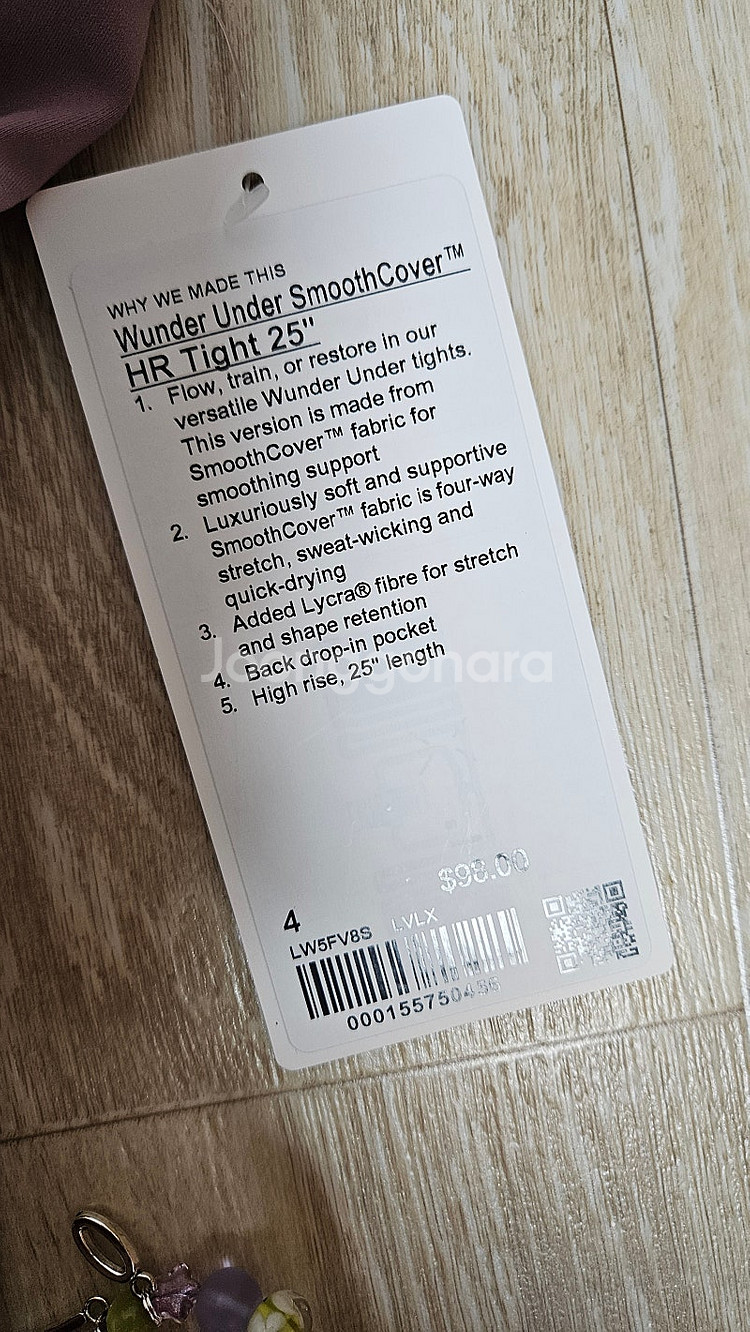 WHY WE MADE THIS
Wunder Under SmoothCover™
HR Tight 25"
1. Flow, train, or restore in our
versatile Wunder Under tights.
This version is made from
SmoothCover™ fabric for
smoothing support
2. Luxuriously soft and supportive
SmoothCover™ fabric is four-way
stretch, sweat-wicking and
quick-drying
3. Added Lycra® fibre for stretch
and shape retention
4. Back drop-in pocket
5. High rise, 25" length
Joonggonara
$98.00
4
LW5FV8S LVLX
000155750456